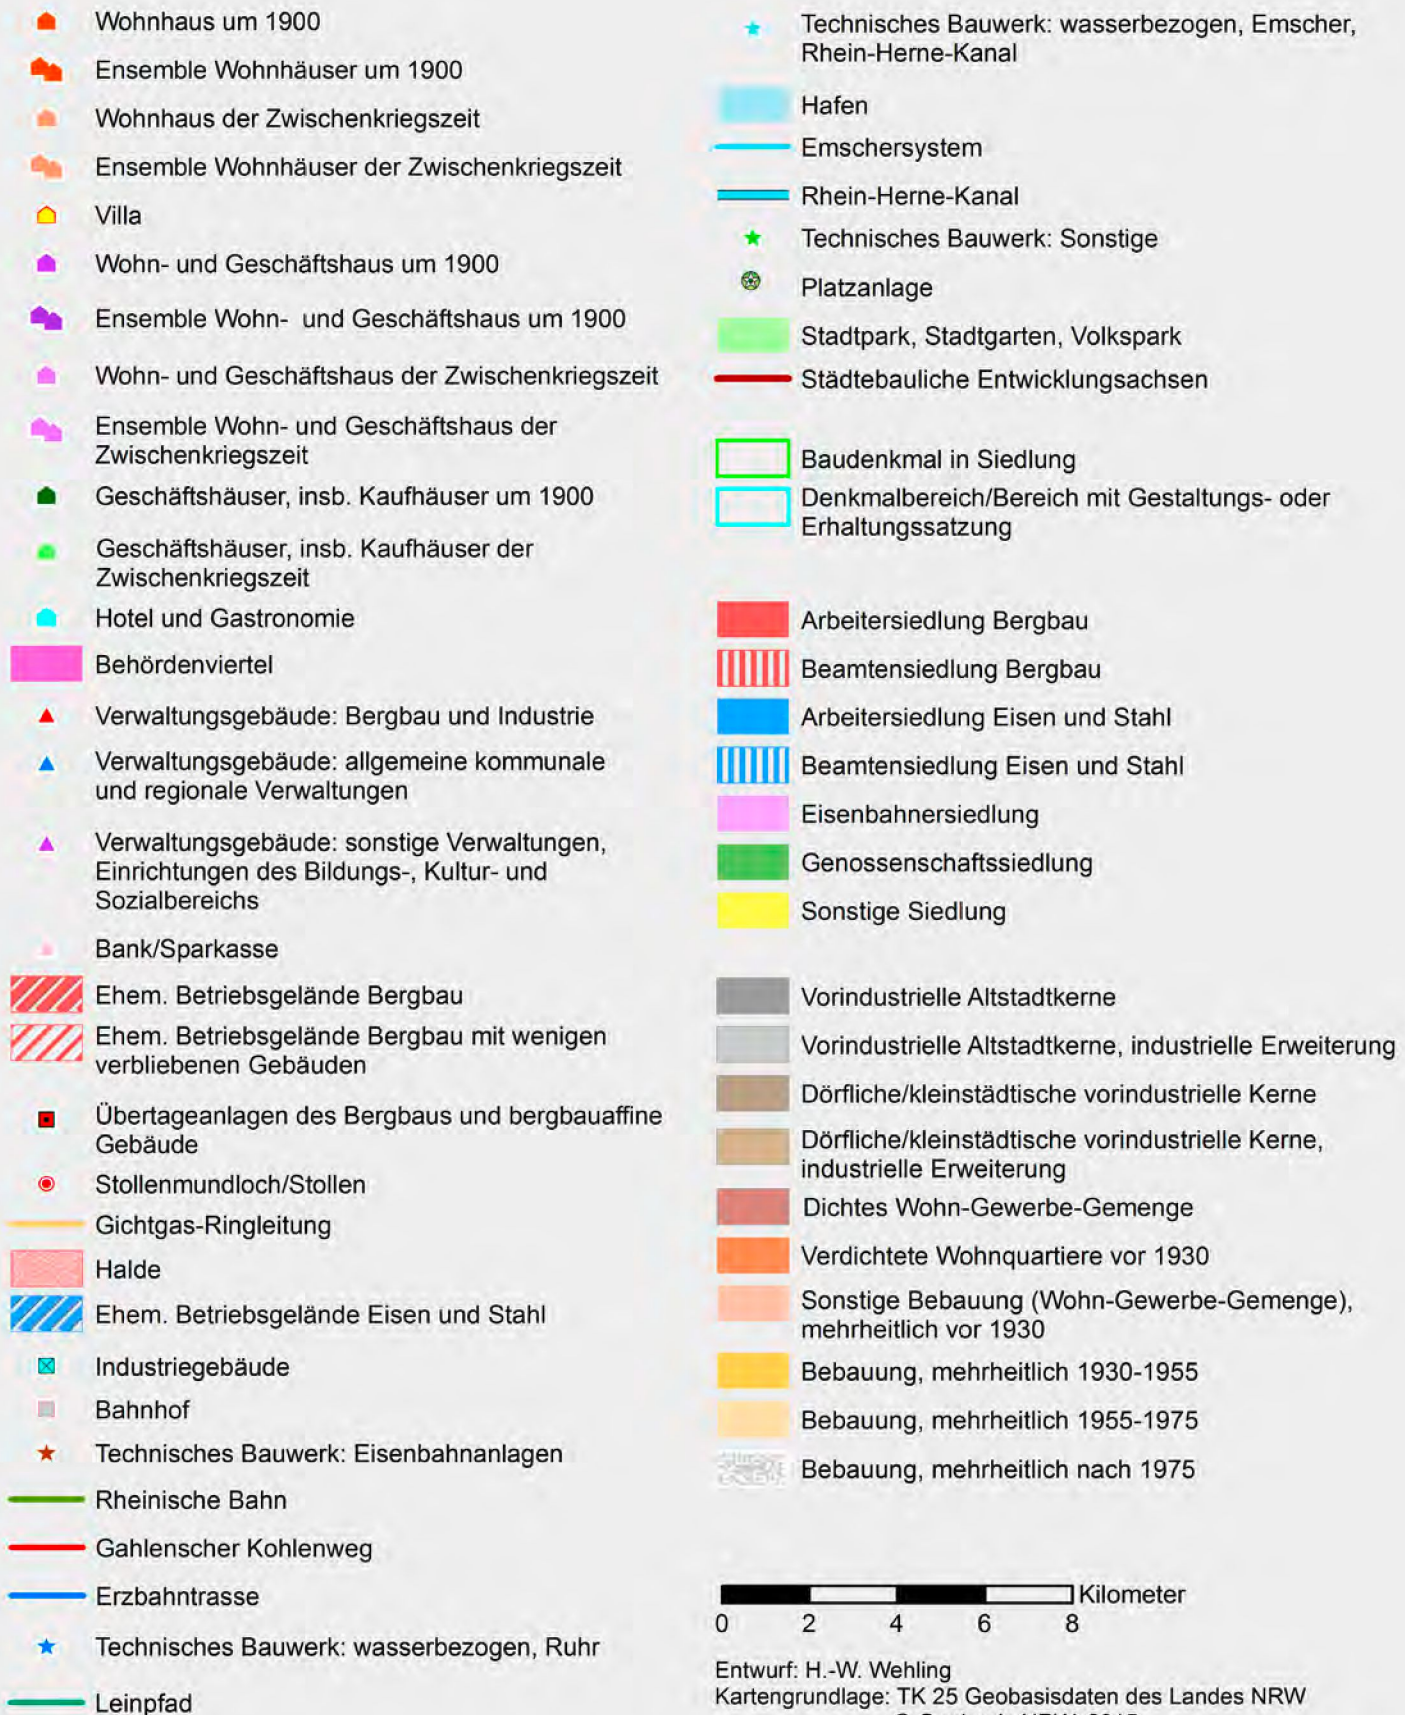 Wohnhaus um 1900
Ensemble Wohnhäuser um 1900
Wohnhaus der Zwischenkriegszeit
Ensemble Wohnhäuser der Zwischenkriegszeit
Villa
Wohn- und Geschäftshaus um 1900
Ensemble Wohn- und Geschäftshaus um 1900
Wohn- und Geschäftshaus der Zwischenkriegszeit
Ensemble Wohn- und Geschäftshaus der
Zwischenkriegszeit
Geschäftshäuser, insb. Kaufhäuser um 1900
Geschäftshäuser, insb. Kaufhäuser der
Zwischenkriegszeit
Hotel und Gastronomie
Behördenviertel
Verwaltungsgebäude: Bergbau und Industrie
Verwaltungsgebäude: allgemeine kommunale
und regionale Verwaltungen
Verwaltungsgebäude: sonstige Verwaltungen,
Einrichtungen des Bildungs-, Kultur- und
Sozialbereichs
Bank/Sparkasse
Ehem. Betriebsgelände Bergbau
Ehem. Betriebsgelände Bergbau mit wenigen
verbliebenen Gebäuden
Übertageanlagen des Bergbaus und bergbauaffine
Gebäude
Stollenmundloch/Stollen
Gichtgas-Ringleitung
Halde
Ehem. Betriebsgelände Eisen und Stahl
Industriegebäude
Bahnhof
Technisches Bauwerk: Eisenbahnanlagen
Rheinische Bahn
Gahlenscher Kohlenweg
Erzbahntrasse
Technisches Bauwerk: wasserbezogen, Ruhr
Leinpfad
Technisches Bauwerk: wasserbezogen, Emscher,
Rhein-Herne-Kanal
Hafen
Emschersystem
Rhein-Herne-Kanal
Technisches Bauwerk: Sonstige
Platzanlage
Stadtpark, Stadtgarten, Volkspark
Städtebauliche Entwicklungsachsen
Baudenkmal in Siedlung
Denkmalbereich/Bereich mit Gestaltungs- oder
Erhaltungssatzung
Arbeitersiedlung Bergbau
Beamtensiedlung Bergbau
Arbeitersiedlung Eisen und Stahl
Beamtensiedlung Eisen und Stahl
Eisenbahnersiedlung
Genossenschaftssiedlung
Sonstige Siedlung
Vorindustrielle Altstadtkerne
Vorindustrielle Altstadtkerne, industrielle Erweiterung
Dörfliche/kleinstädtische vorindustrielle Kerne
Dörfliche/kleinstädtische vorindustrielle Kerne,
industrielle Erweiterung
Dichtes Wohn-Gewerbe-Gemenge
Verdichtete Wohnquartiere vor 1930
Sonstige Bebauung (Wohn-Gewerbe-Gemenge),
mehrheitlich vor 1930
Bebauung, mehrheitlich 1930-1955
Bebauung, mehrheitlich 1955-1975
Bebauung, mehrheitlich nach 1975
Kilometer
0 2 4 6 8
Entwurf: H.-W. Wehling
Kartengrundlage: TK 25 Geobasisdaten des Landes NRW